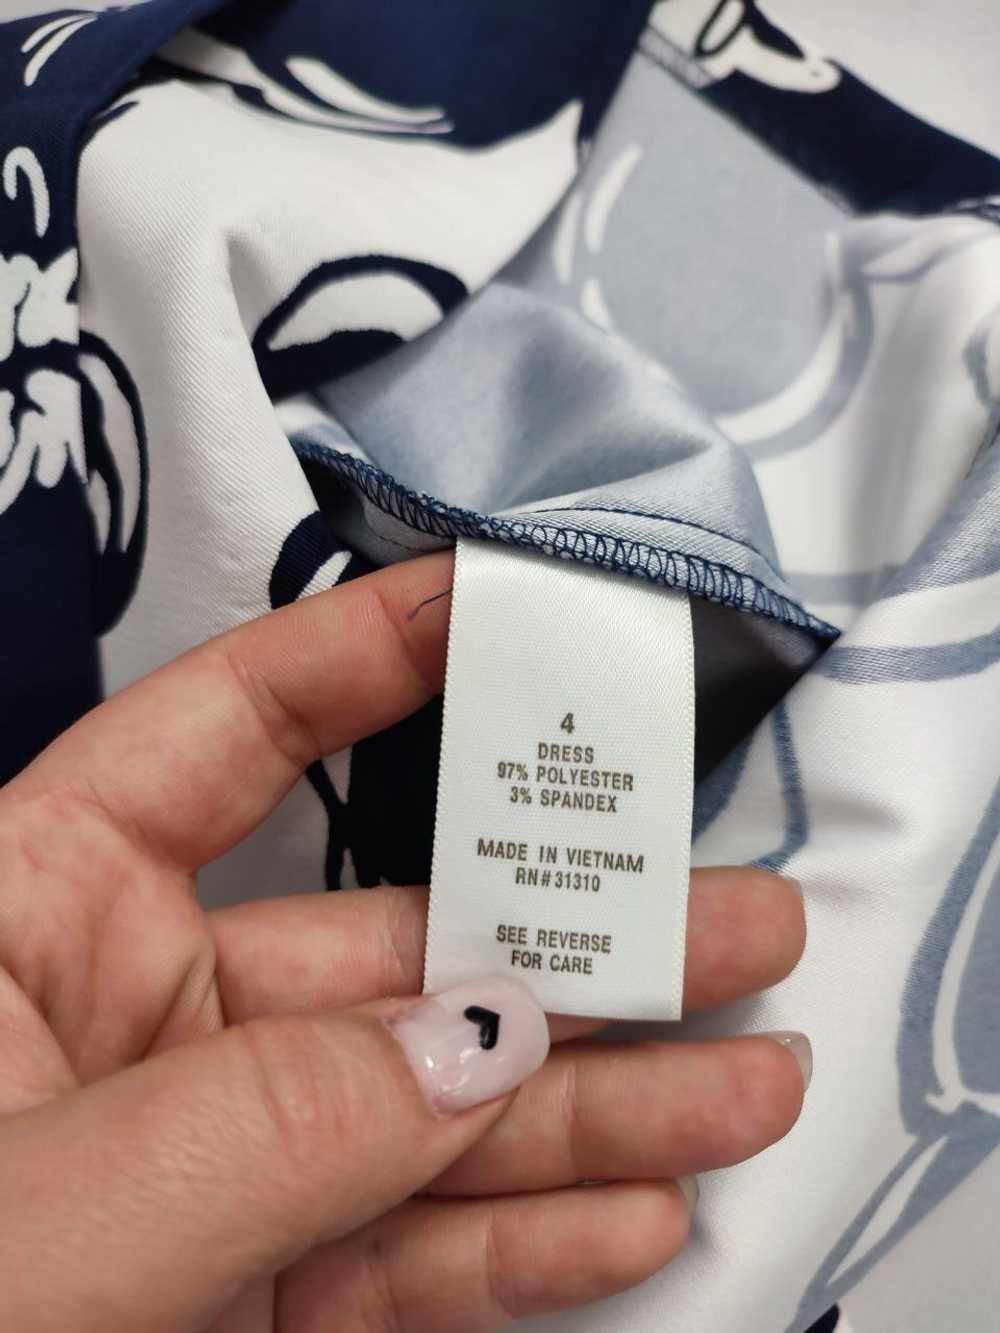 4
DRESS
97% POLYESTER
3% SPANDEX
MADE IN VIETNAM
RN#31310
SEE REVERSE
FOR CARE